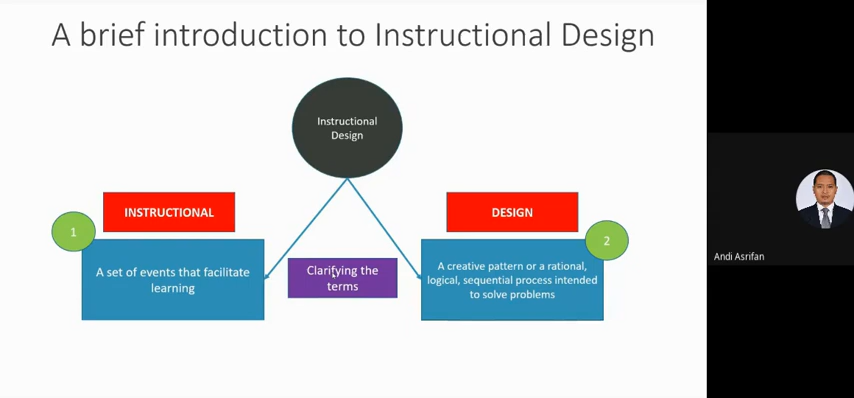 A brief introduction to Instructional Design
Instructional
Design
INSTRUCTIONAL
DESIGN
1
2
A set of events that facilitate
learning
Clarifying the
terms
A creative pattern or a rational,
logical, sequential process intended
to solve problems
Andi Asrifan